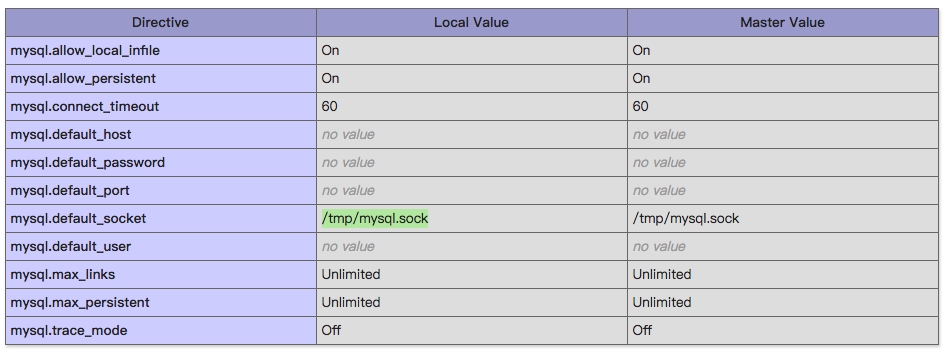 Directive Local Value Master Value
mysql.allow_local_infile On On
mysql.allow_persistent On On
mysql.connect_timeout 60 60
mysql.default_host no value no value
mysql.default_password no value no value
mysql.default_port no value no value
mysql.default_socket /tmp/mysql.sock /tmp/mysql.sock
mysql.default_user no value no value
mysql.max_links Unlimited Unlimited
mysql.max_persistent Unlimited Unlimited
mysql.trace_mode Off Off